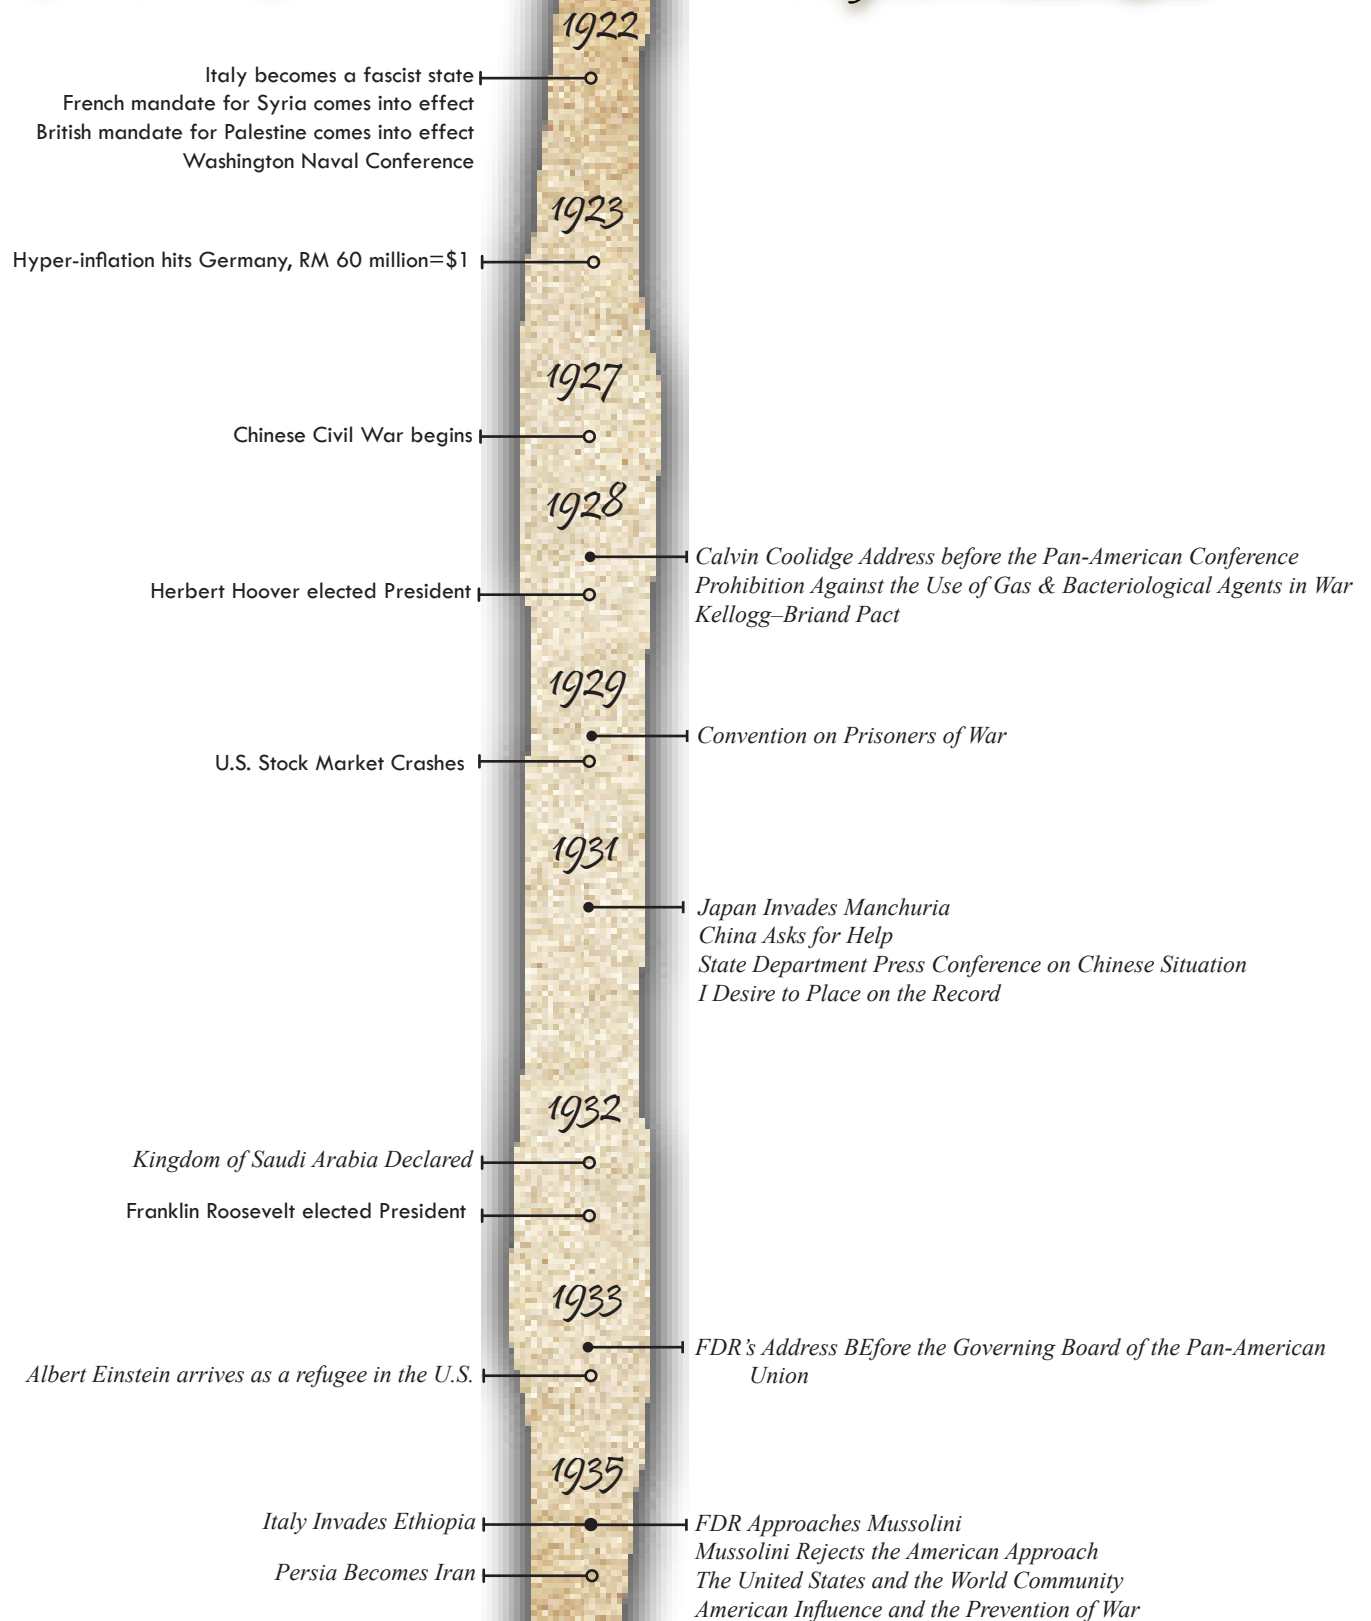 1922
Italy becomes a fascist state
French mandate for Syria comes into effect
British mandate for Palestine comes into effect
Washington Naval Conference
1923
Hyper-inflation hits Germany, RM 60 million=$1
1927
Chinese Civil War begins
1928
Calvin Coolidge Address before the Pan-American Conference
Prohibition Against the Use of Gas & Bacteriological Agents in War
Kellogg–Briand Pact
Herbert Hoover elected President
1929
Convention on Prisoners of War
U.S. Stock Market Crashes
1931
Japan Invades Manchuria
China Asks for Help
State Department Press Conference on Chinese Situation
I Desire to Place on the Record
1932
Kingdom of Saudi Arabia Declared
Franklin Roosevelt elected President
1933
FDR's Address BEfore the Governing Board of the Pan-American
Union
Albert Einstein arrives as a refugee in the U.S.
1935
Italy Invades Ethiopia
Persia Becomes Iran
FDR Approaches Mussolini
Mussolini Rejects the American Approach
The United States and the World Community
American Influence and the Prevention of War